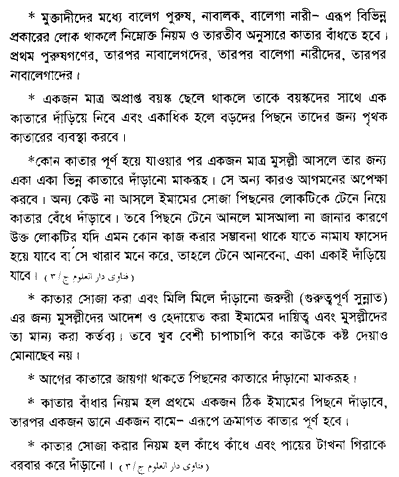 * মুক্তাদীদের মধ্যে বালেগ পুরুষ, নাবালক, বালেগা নারী– এরূপ বিভিন্ন
প্রকারের লোক থাকলে নিম্নোক্ত নিয়ম ও তারতীব অনুসারে কাতার বাঁধতে হবে।
প্রথম পুরুষগণের, তারপর নাবালেগদের, তারপর বালেগা নারীদের, তারপর
নাবালেগাদের।
* একজন মাত্র অপ্রাপ্ত বয়স্ক ছেলে থাকলে তাকে বয়স্কদের সাথে এক
কাতারে দাঁড়িয়ে নিবে এবং একাধিক হলে বড়দের পিছনে তাদের জন্য পৃথক
কাতারের ব্যবস্থা করবে।
*কোন কাতার পূর্ণ হয়ে যাওয়ার পর একজন মাত্র মুসল্লী আসলে তার জন্য
একা একা ভিন্ন কাতারে দাঁড়ানো মাকরূহ। সে অন্য কারও আগমনের অপেক্ষা
করবে। অন্য কেউ না আসলে ইমামের সোজা পিছনের লোকটিকে টেনে নিয়ে
কাতার বেঁধে দাঁড়াবে। তবে পিছনে টেনে আনলে মাসআলা না জানার কারণে
উক্ত লোকটির যদি এমন কোন কাজ করার সম্ভাবনা থাকে যাতে নামায ফাসেদ
হয়ে যাবে বা সে খারাব মনে করে, তাহলে টেনে আনবেনা, একা একাই দাঁড়িয়ে
যাবে। (فتاوى دار العلوم ج/٣)
* কাতার সোজা করা এবং মিলি মিলে দাঁড়ানো জরুরী (গুরুত্বপূর্ণ সুন্নাত)
এর জন্য মুসল্লীদের আদেশ ও হেদায়েত করা ইমামের দায়িত্ব এবং মুসল্লীদের
তা মান্য করা কর্তব্য। তবে খুব বেশী চাপাচাপি করে কাউকে কষ্ট দেয়াও
মোনাছেব নয়।
* আগের কাতারে জায়গা থাকতে পিছনের কাতারে দাঁড়ানো মাকরূহ।
* কাতার বাঁধার নিয়ম হল প্রথমে একজন ঠিক ইমামের পিছনে দাঁড়াবে,
তারপর একজন ডানে একজন বামে– এরূপে ক্রমাগত কাতার পূর্ণ হবে।
* কাতার সোজা করার নিয়ম হল কাঁধে কাঁধে এবং পায়ের টাখনা গিরাকে
বরবার করে দাঁড়ানো। (فتاوى دار العلوم ج/٣)